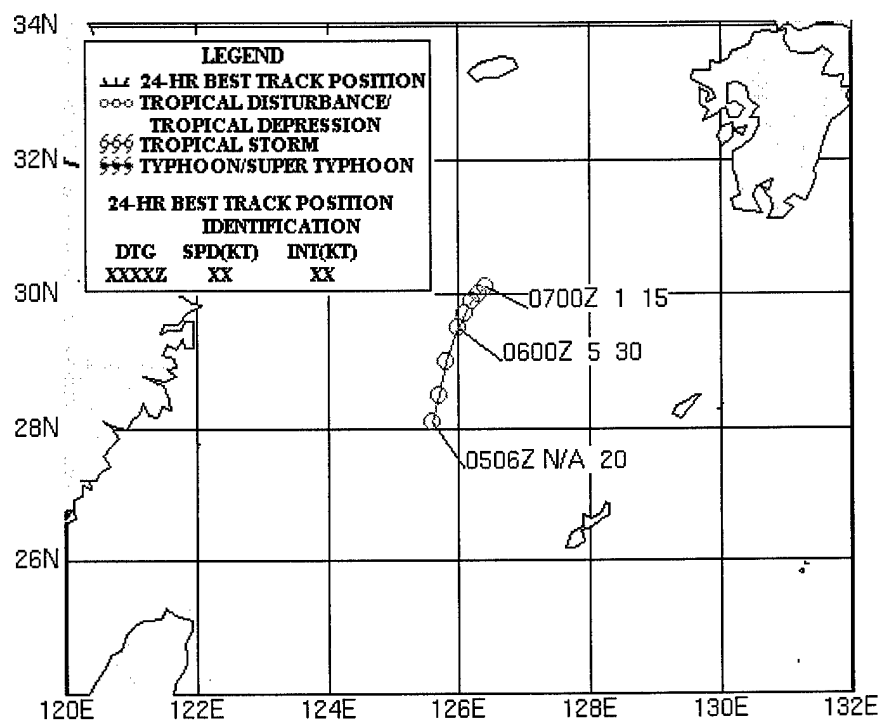 34N
LEGEND
24-HR BEST TRACK POSITION
TROPICAL DISTURBANCE/
TROPICAL DEPRESSION
TROPICAL STORM
TYPHOON/SUPER TYPHOON
24-HR BEST TRACK POSITION
IDENTIFICATION
DTG SPD(KT) INT(KT)
XXXXZ XX XX
32N
30N
0700Z 1 15
0600Z 5 30
28N
0506Z N/A 20
26N
120E 122E 124E 126E 128E 130E 132E